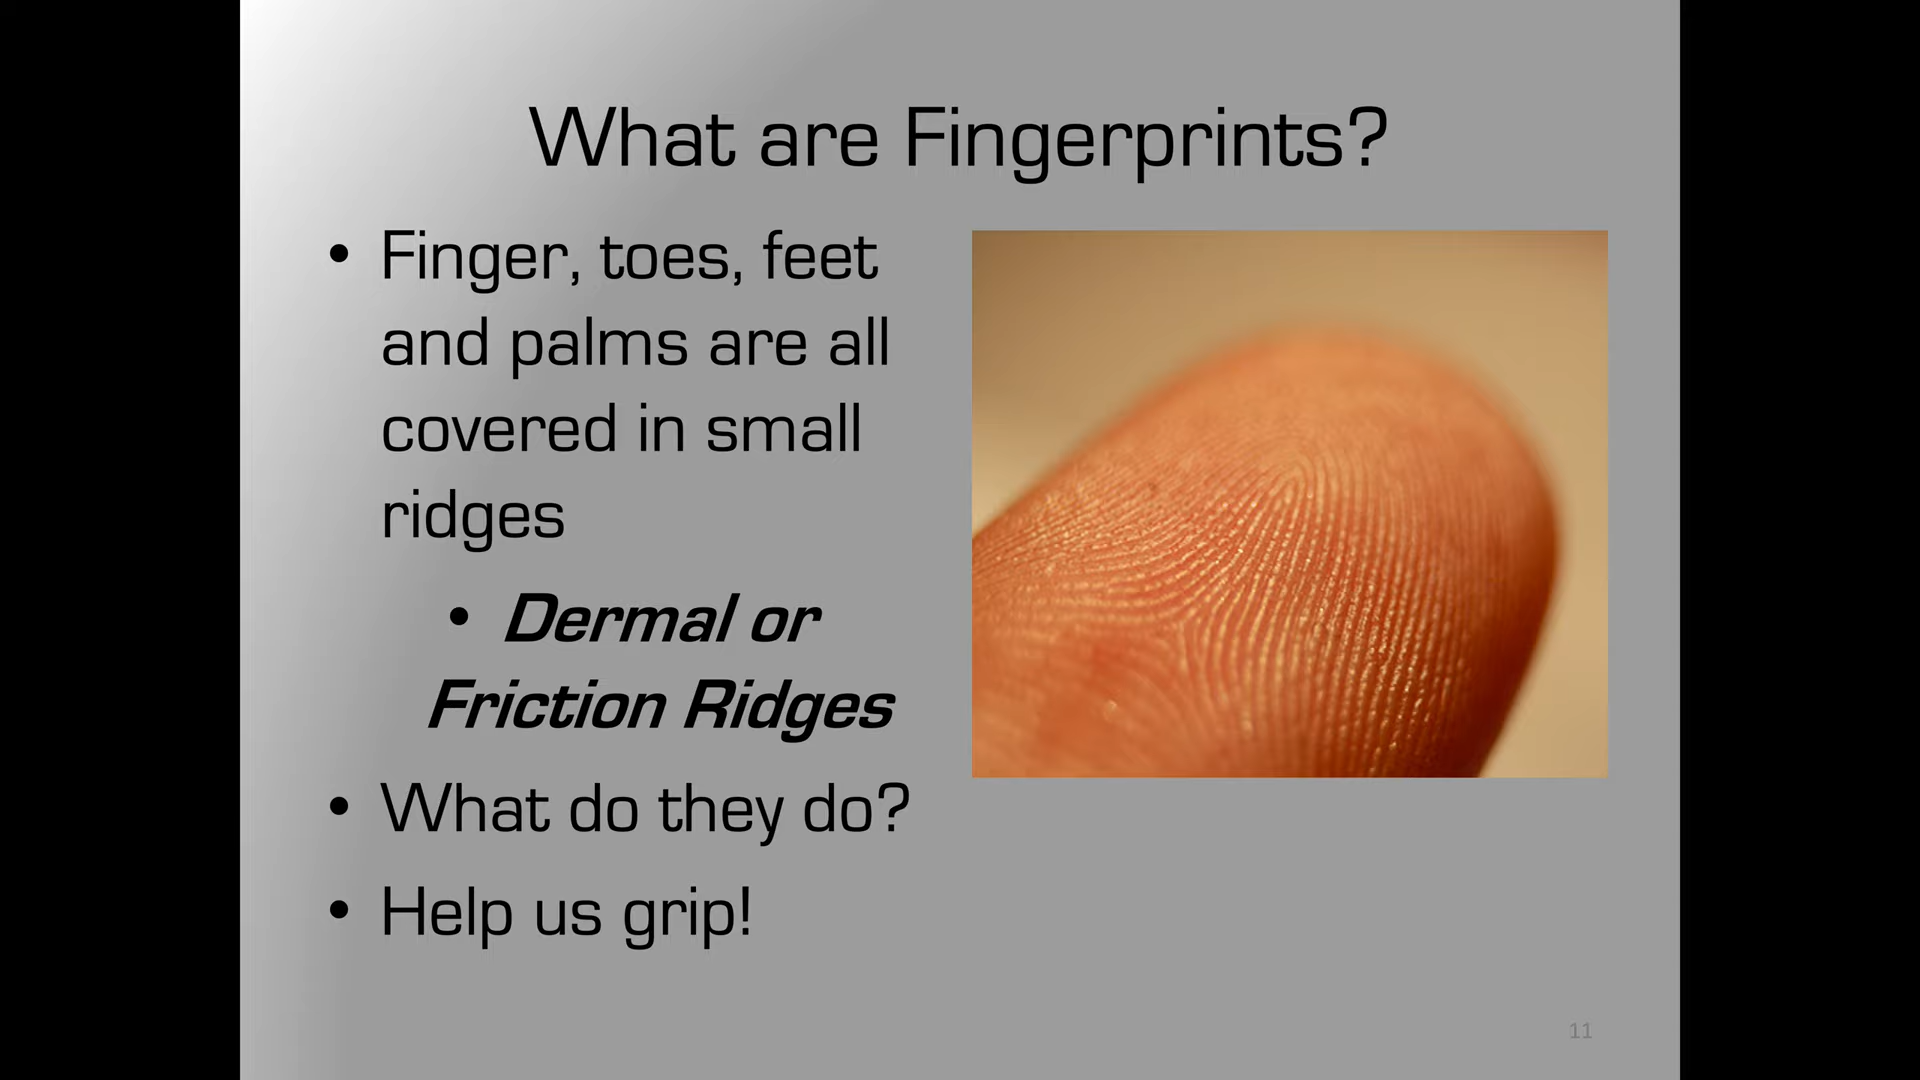 What are Fingerprints?
• Finger, toes, feet
and palms are all
covered in small
ridges
• Dermal or
Friction Ridges
• What do they do?
• Help us grip!
11